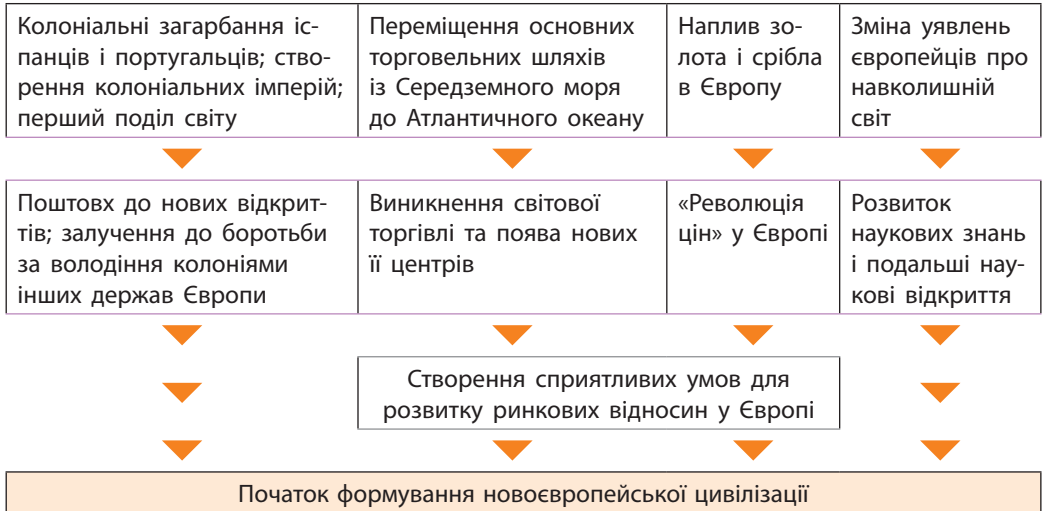 Колоніальні загарбання іс-
панців і португальців; ство-
рення колоніальних імперій;
перший поділ світу
Переміщення основних
торговельних шляхів
із Середземного моря
до Атлантичного океану
Наплив зо-
лота і срібла
в Європу
Зміна уявлень
європейців про
навколишній
світ
Поштовх до нових відкрит-
тів; залучення до боротьби
за володіння колоніями
інших держав Європи
Виникнення світової
торгівлі та поява нових
її центрів
«Революція
цін» у Європі
Розвиток
наукових знань
і подальші нау-
кові відкриття
Створення сприятливих умов для
розвитку ринкових відносин у Європі
Початок формування новоєвропейської цивілізації